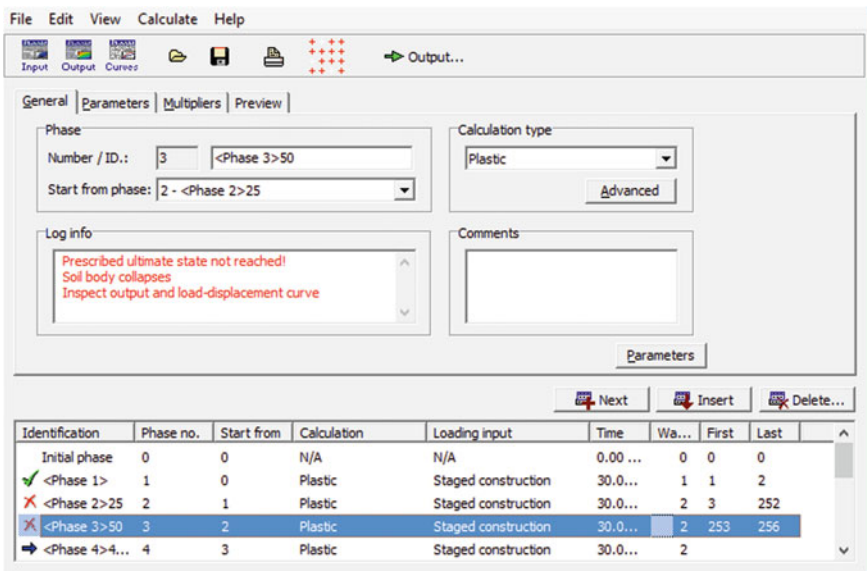 File Edit View Calculate Help
Input Output Curves Output...
General Parameters Multipliers Preview
Phase
Number / ID.: 3 <Phase 3>50
Start from phase: 2 - <Phase 2>25
Calculation type
Plastic
Advanced
Log info
Prescribed ultimate state not reached!
Soil body collapses
Inspect output and load-displacement curve
Comments
Parameters
Next Insert Delete...
Identification Phase no. Start from Calculation Loading input Time Wa... First Last
Initial phase 0 0 N/A N/A 0.00 ... 0 0 0
<Phase 1> 1 0 Plastic Staged construction 30.0... 1 1 2
<Phase 2>25 2 1 Plastic Staged construction 30.0... 2 3 252
<Phase 3>50 3 2 Plastic Staged construction 30.0... 2 253 256
<Phase 4>4... 4 3 Plastic Staged construction 30.0... 2